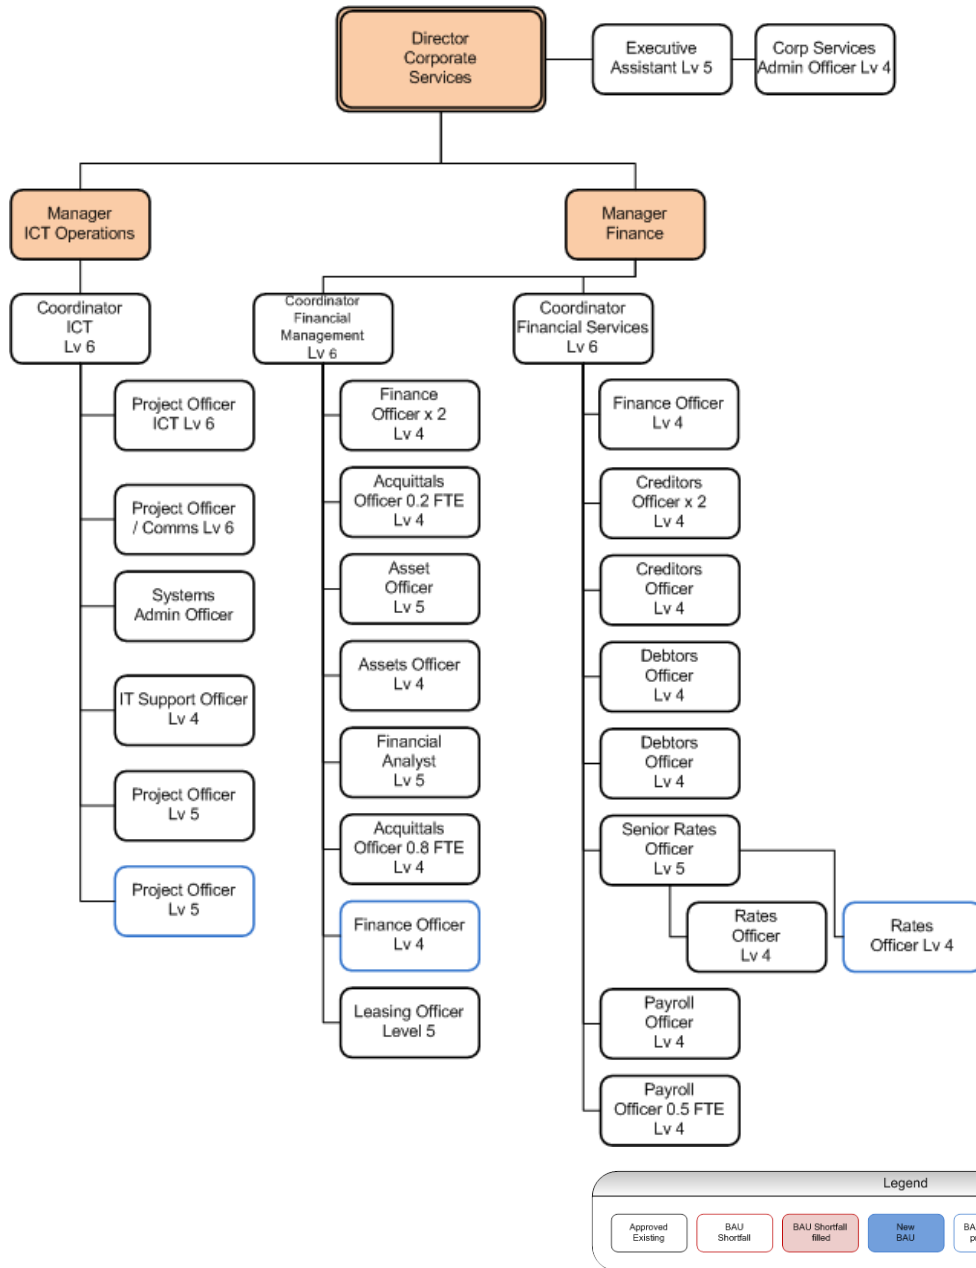 Director
Corporate
Services
Executive
Assistant Lv 5
Corp Services
Admin Officer Lv 4
Manager
ICT Operations
Manager
Finance
Coordinator
ICT
Lv 6
Coordinator
Financial
Management
Lv 6
Coordinator
Financial Services
Lv 6
Project Officer
ICT Lv 6
Project Officer
/ Comms Lv 6
Systems
Admin Officer
IT Support Officer
Lv 4
Project Officer
Lv 5
Project Officer
Lv 5
Finance
Officer x 2
Lv 4
Acquittals
Officer 0.2 FTE
Lv 4
Asset
Officer
Lv 5
Assets Officer
Lv 4
Financial
Analyst
Lv 5
Acquittals
Officer 0.8 FTE
Lv 4
Finance Officer
Lv 4
Leasing Officer
Level 5
Finance Officer
Lv 4
Creditors
Officer x 2
Lv 4
Creditors
Officer
Lv 4
Debtors
Officer
Lv 4
Debtors
Officer
Lv 4
Senior Rates
Officer
Lv 5
Rates
Officer
Lv 4
Rates
Officer Lv 4
Payroll
Officer
Lv 4
Payroll
Officer 0.5 FTE
Lv 4
Legend
Approved
Existing
BAU
Shortfall
BAU Shortfall
filled
New
BAU